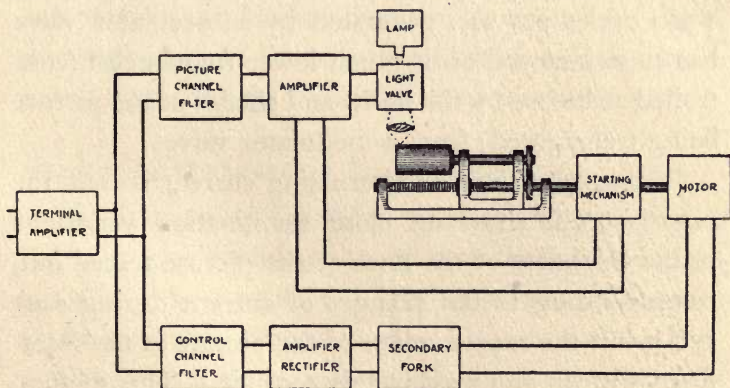 LAMP
PICTURE
CHANNEL
FILTER
AMPLIFIER
LIGHT
VALVE
TERMINAL
AMPLIFIER
STARTING
MECHANISM
MOTOR
CONTROL
CHANNEL
FILTER
AMPLIFIER
RECTIFIER
SECONDARY
FORK